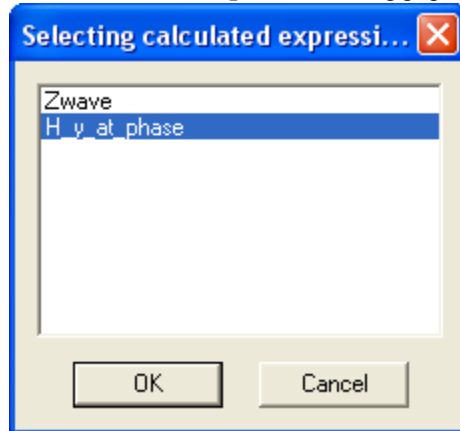 Selecting calculated expressi...
Zwave
H_y_at_phase
OK
Cancel